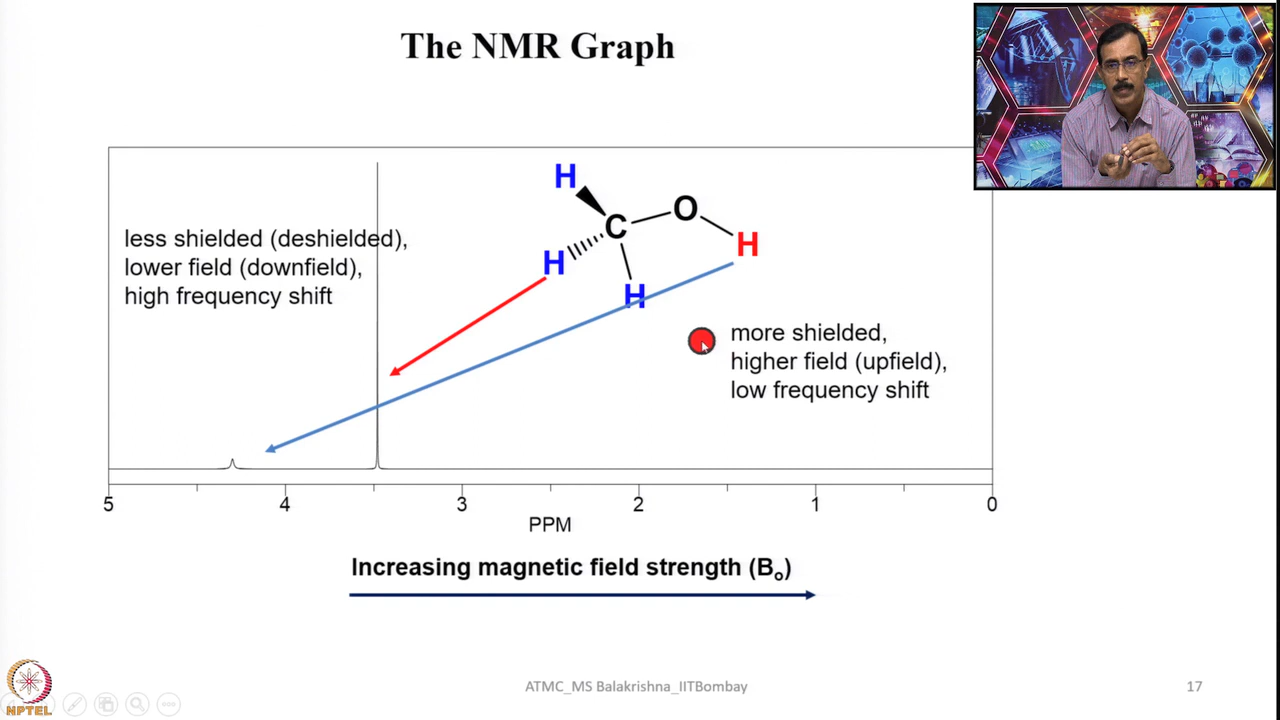 The NMR Graph
less shielded (deshielded),
lower field (downfield),
high frequency shift
H
C
O
H
H
H
more shielded,
higher field (upfield),
low frequency shift
5
4
3
2
1
0
PPM
Increasing magnetic field strength (Bo)
NPTEL
ATMC_MS Balakrishna_IITBombay
17